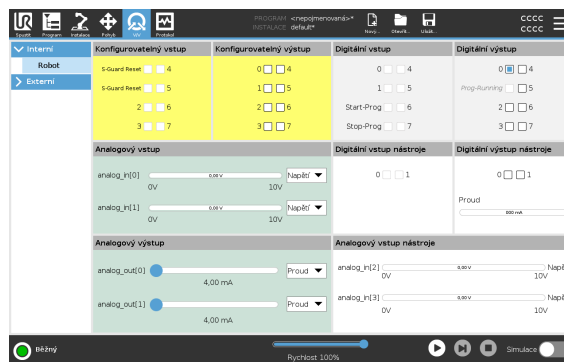 PROGRAM <nepojmenovaná>*
INSTALACE default*
Spustit Program Instalace Pohyb I/O Protokol Nový... Otevřít... Uložit...
CCCC
CCCC
Interní
Robot
Externí
Konfigurovatelný vstup
S-Guard Reset 4
S-Guard Reset 5
2 6
3 7
Konfigurovatelný výstup
0 4
1 5
2 6
3 7
Digitální vstup
0 4
1 5
Start-Prog 6
Stop-Prog 7
Digitální výstup
0 4
Prog-Running 5
2 6
3 7
Analogový vstup
analog_in[0] 0,00 V Napětí
0V 10V
analog_in[1] 0,00 V Napětí
0V 10V
Digitální vstup nástroje
0 1
Digitální výstup nástroje
0 1
Proud
000 mA
Analogový výstup
analog_out[0] Proud
4,00 mA
analog_out[1] Proud
4,00 mA
Analogový vstup nástroje
analog_in[2] 0,00 V Napě
0V 10V
analog_in[3] 0,00 V Napě
0V 10V
Běžný
Rychlost 100%
Simulace